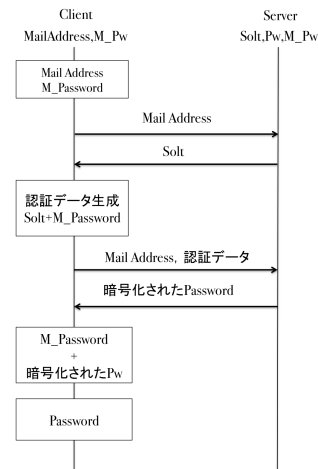 Client
Server
MailAddress,M_Pw
Solt,Pw,M_Pw
Mail Address
M_Password
Mail Address
Solt
認証データ生成
Solt+M_Password
Mail Address, 認証データ
暗号化されたPassword
M_Password
+
暗号化されたPw
Password